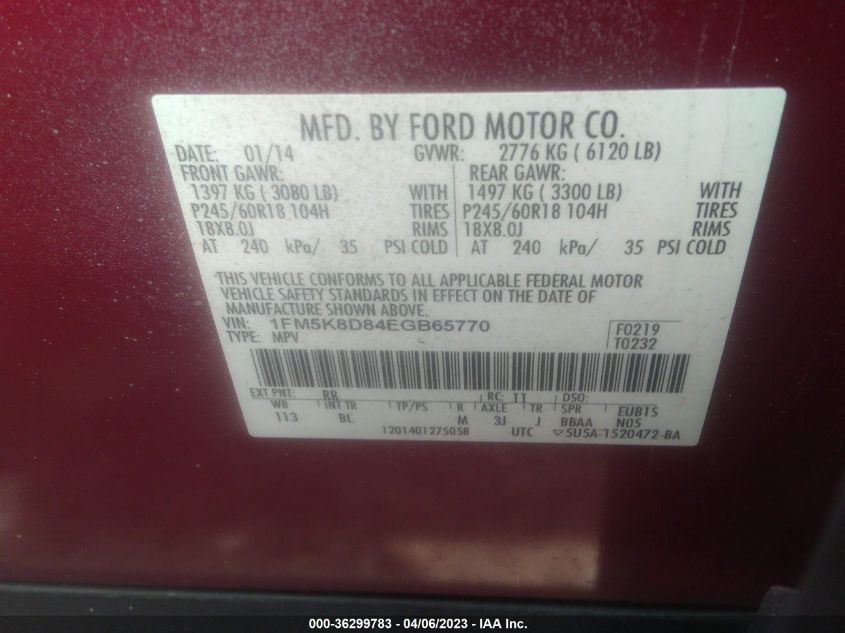 MFD. BY FORD MOTOR CO.
DATE: 01/14 GVWR: 2776 KG ( 6120 LB)
FRONT GAWR: REAR GAWR:
1397 KG ( 3080 LB) WITH 1497 KG ( 3300 LB) WITH
P245/60R18 104H TIRES P245/60R18 104H TIRES
18X8.0J RIMS 18X8.0J RIMS
AT 240 kPa/ 35 PSI COLD AT 240 kPa/ 35 PSI COLD
THIS VEHICLE CONFORMS TO ALL APPLICABLE FEDERAL MOTOR
VEHICLE SAFETY STANDARDS IN EFFECT ON THE DATE OF
MANUFACTURE SHOWN ABOVE.
VIN: 1FM5K8D84EGB65770 F0219
TYPE: MPV T0232
EXT PNT: RR RC: 11 DSO:
WB INT TR TP/PS R AXLE TR SPR EUBTS
113 BL M 3J J BBAA N05
1201401275058 UTC ▽5U5A-1520472-BA
000-36299783 - 04/06/2023 - IAA Inc.